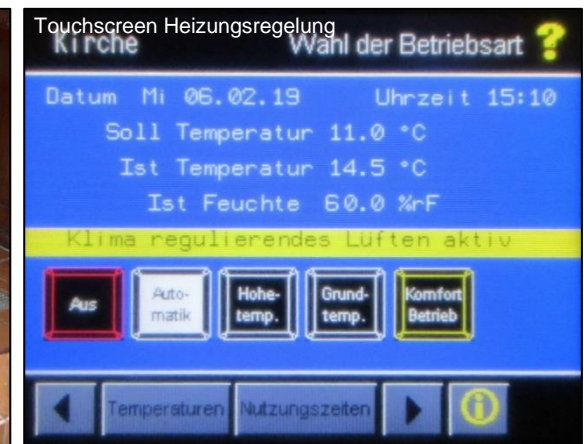 Touchscreen Heizungsregelung
Kirche Wahl der Betriebsart ?
Datum Mi 06.02.19 Uhrzeit 15:10
Soll Temperatur 11.0 °C
Ist Temperatur 14.5 °C
Ist Feuchte 60.0 %rF
Klima regulierendes Lüften aktiv
Aus
Auto-
matik
Hohe-
temp.
Grund-
temp.
Komfort
Betrieb
Temperaturen Nutzungszeiten i